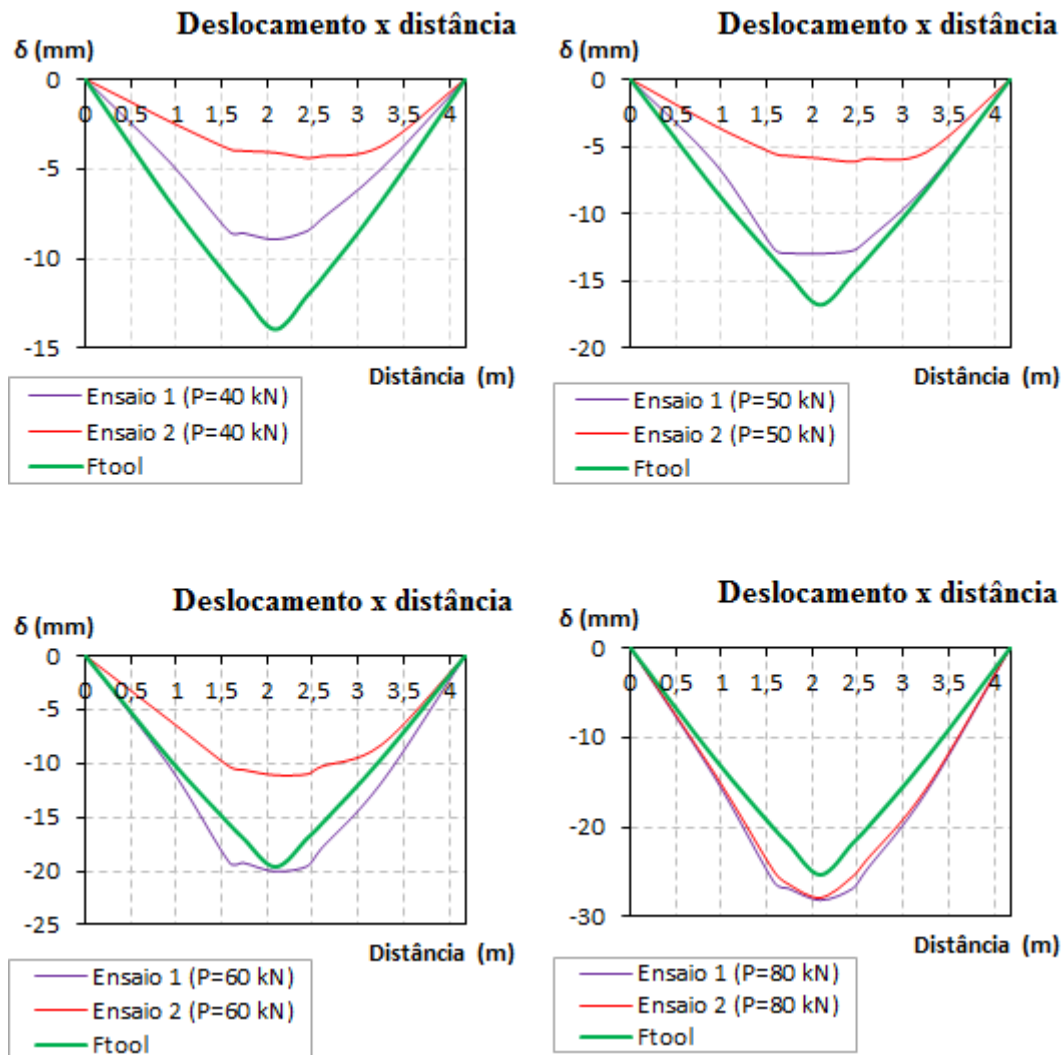 Deslocamento x distância
δ (mm)
0
0 0,5 1 1,5 2 2,5 3 3,5 4
-5
-10
-15
Distância (m)
Ensaio 1 (P=40 kN)
Ensaio 2 (P=40 kN)
Ftool
Deslocamento x distância
δ (mm)
0
0 0,5 1 1,5 2 2,5 3 3,5 4
-5
-10
-15
-20
Distância (m)
Ensaio 1 (P=50 kN)
Ensaio 2 (P=50 kN)
Ftool
Deslocamento x distância
δ (mm)
0
0 0,5 1 1,5 2 2,5 3 3,5 4
-5
-10
-15
-20
-25
Distância (m)
Ensaio 1 (P=60 kN)
Ensaio 2 (P=60 kN)
Ftool
Deslocamento x distância
δ (mm)
0
0 0,5 1 1,5 2 2,5 3 3,5 4
-10
-20
-30
Distância (m)
Ensaio 1 (P=80 kN)
Ensaio 2 (P=80 kN)
Ftool